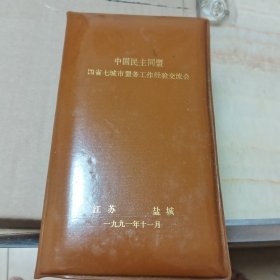 中国民主同盟
四省七城市盟务工作经验交流会
江苏 盐城
一九九一年十一月